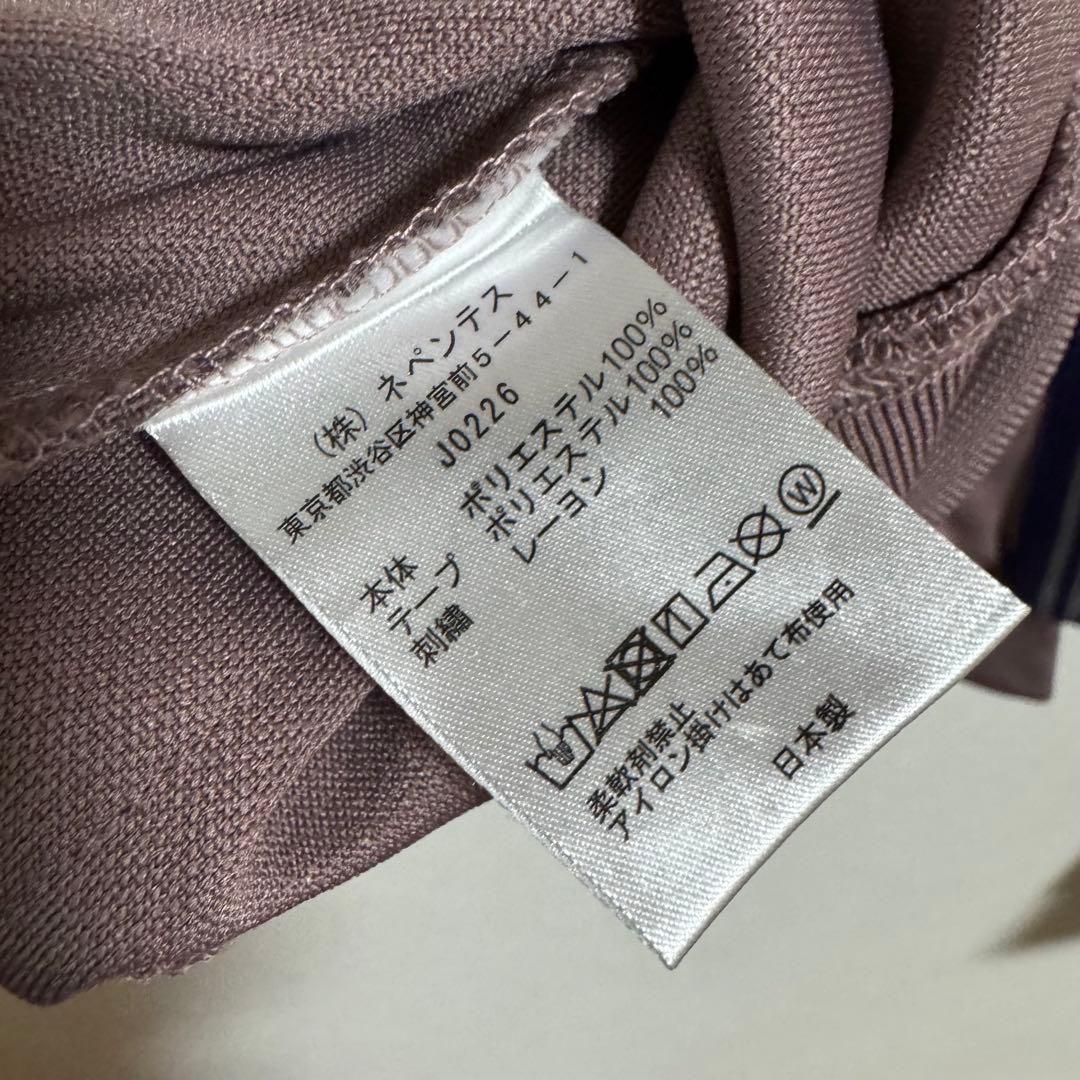 (株) ネペンテス
東京都渋谷区神宮前5-44-1
J0226
本体 ポリエステル100%
テープ ポリエステル100%
刺繍 レーヨン 100%
W
柔軟剤禁止
アイロン掛けはあて布使用
日本製